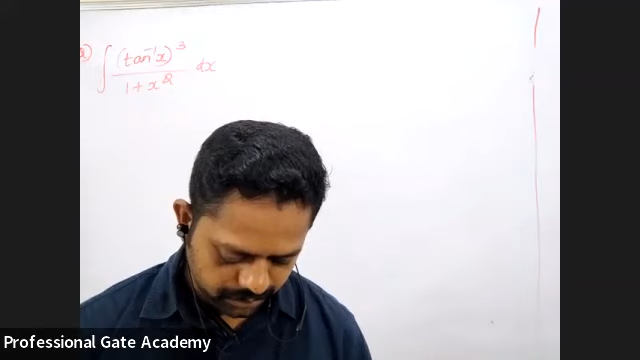 a) ∫ (tan⁻¹x)³ / 1+x² dx
Professional Gate Academy